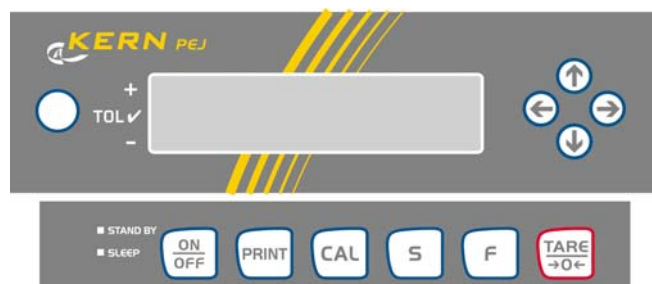 KERN PEJ
+
TOL ✓
-
STAND BY
SLEEP
ON
OFF
PRINT
CAL
S
F
TARE
→0←